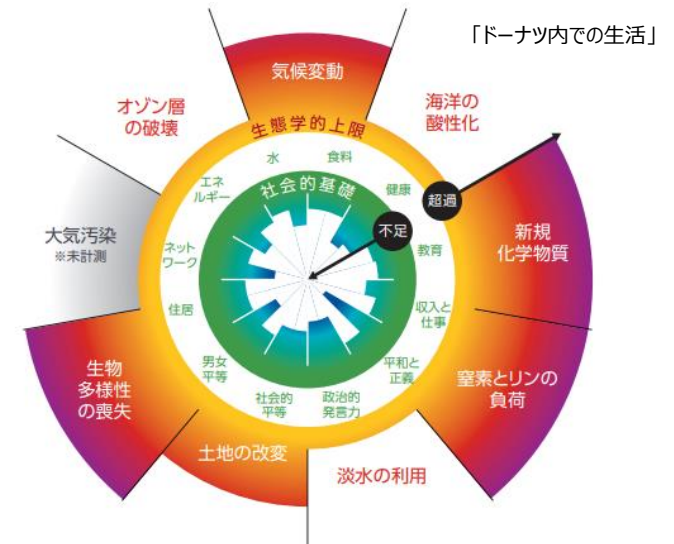 「ドーナツ内での生活」
気候変動
オゾン層
の破壊
海洋の
酸性化
生態学的上限
水
食料
エネ
ルギー
社会的基礎
健康
超過
不足
大気汚染
※未計測
ネット
ワーク
教育
新規
化学物質
住居
収入と
仕事
男女
平等
平和と
正義
生物
多様性
の喪失
社会的
平等
政治的
発言力
窒素とリンの
負荷
土地の改変
淡水の利用